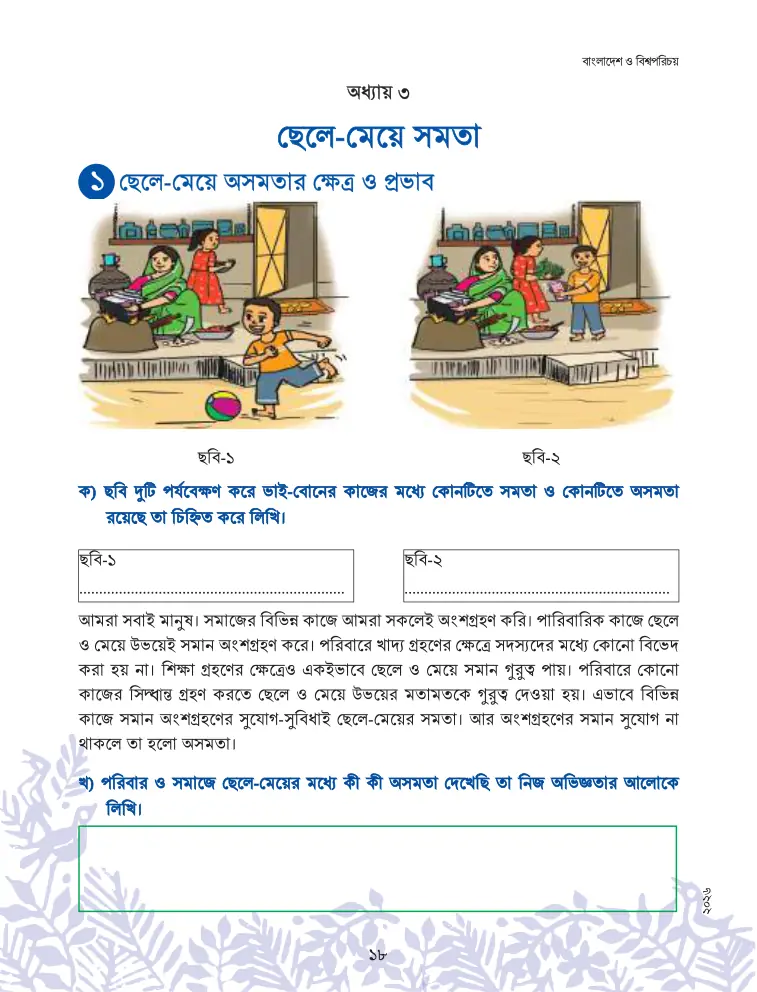 বাংলাদেশ ও বিশ্বপরিচয়
অধ্যায় ৩
ছেলে-মেয়ে সমতা
১ ছেলে-মেয়ে অসমতার ক্ষেত্র ও প্রভাব
ছবি-১
ছবি-২
ক) ছবি দুটি পর্যবেক্ষণ করে ভাই-বোনের কাজের মধ্যে কোনটিতে সমতা ও কোনটিতে অসমতা
রয়েছে তা চিহ্নিত করে লিখি।
ছবি-১
..................................................................
ছবি-২
..................................................................
আমরা সবাই মানুষ। সমাজের বিভিন্ন কাজে আমরা সকলেই অংশগ্রহণ করি। পারিবারিক কাজে ছেলে
ও মেয়ে উভয়েই সমান অংশগ্রহণ করে। পরিবারে খাদ্য গ্রহণের ক্ষেত্রে সদস্যদের মধ্যে কোনো বিভেদ
করা হয় না। শিক্ষা গ্রহণের ক্ষেত্রেও একইভাবে ছেলে ও মেয়ে সমান গুরুত্ব পায়। পরিবারে কোনো
কাজের সিদ্ধান্ত গ্রহণ করতে ছেলে ও মেয়ে উভয়ের মতামতকে গুরুত্ব দেওয়া হয়। এভাবে বিভিন্ন
কাজে সমান অংশগ্রহণের সুযোগ-সুবিধাই ছেলে-মেয়ের সমতা। আর অংশগ্রহণের সমান সুযোগ না
থাকলে তা হলো অসমতা।
খ) পরিবার ও সমাজে ছেলে-মেয়ের মধ্যে কী কী অসমতা দেখেছি তা নিজ অভিজ্ঞতার আলোকে
লিখি।
২০২৬
১৮